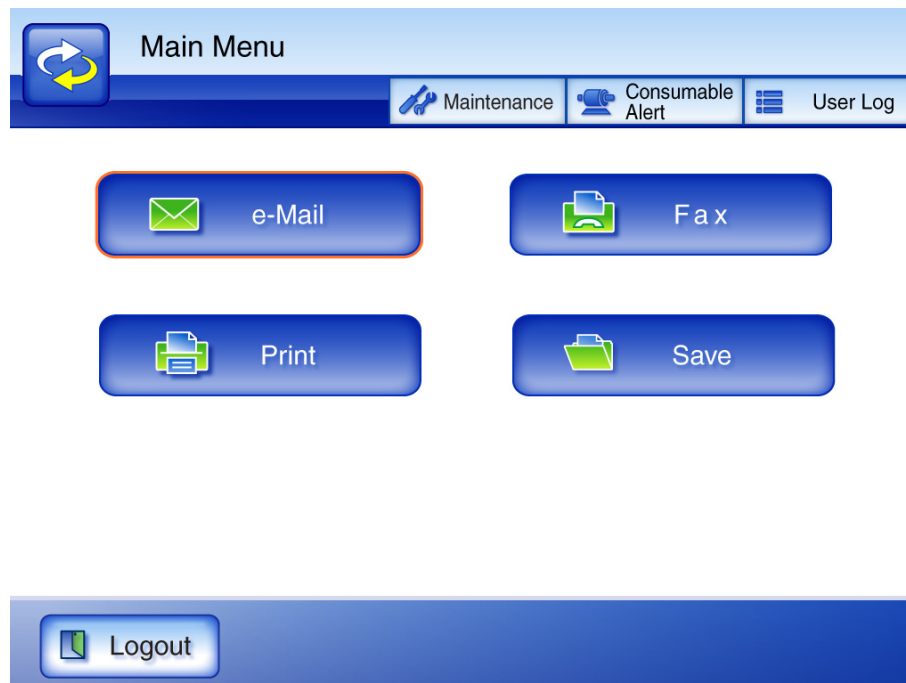 Main Menu
Maintenance
Consumable
Alert
User Log
e-Mail
Fax
Print
Save
Logout